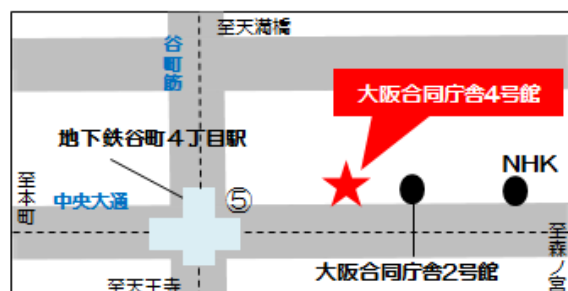 至天満橋
谷町筋
大阪合同庁舎4号館
地下鉄谷町4丁目駅
NHK
至本町
中央大通
⑤
至森ノ宮
大阪合同庁舎2号館
至天王寺